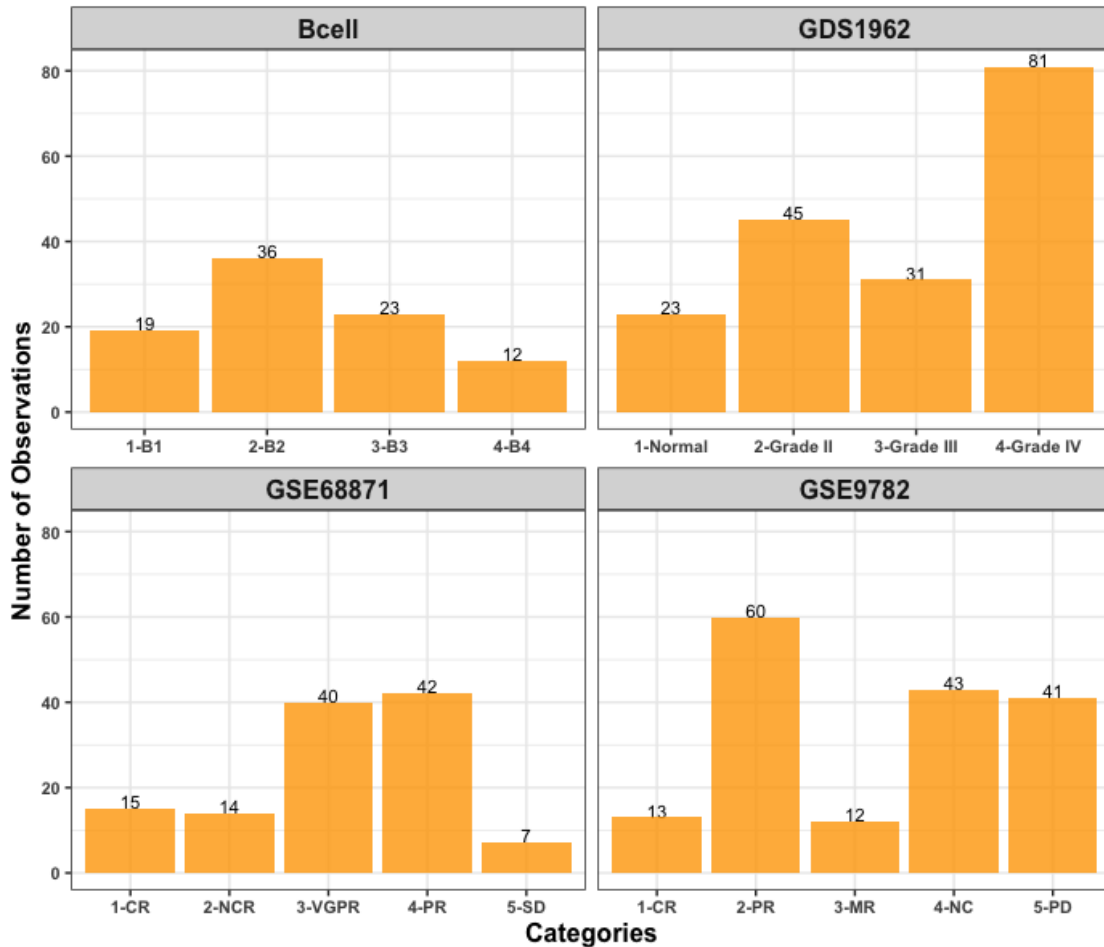 Bcell
GDS1962
80
60
40
20
0
19
36
23
12
23
45
31
81
1-B1 2-B2 3-B3 4-B4
1-Normal 2-Grade II 3-Grade III 4-Grade IV
Number of Observations
GSE68871
GSE9782
80
60
40
20
0
15
14
40
42
7
13
60
12
43
41
1-CR 2-NCR 3-VGPR 4-PR 5-SD
1-CR 2-PR 3-MR 4-NC 5-PD
Categories